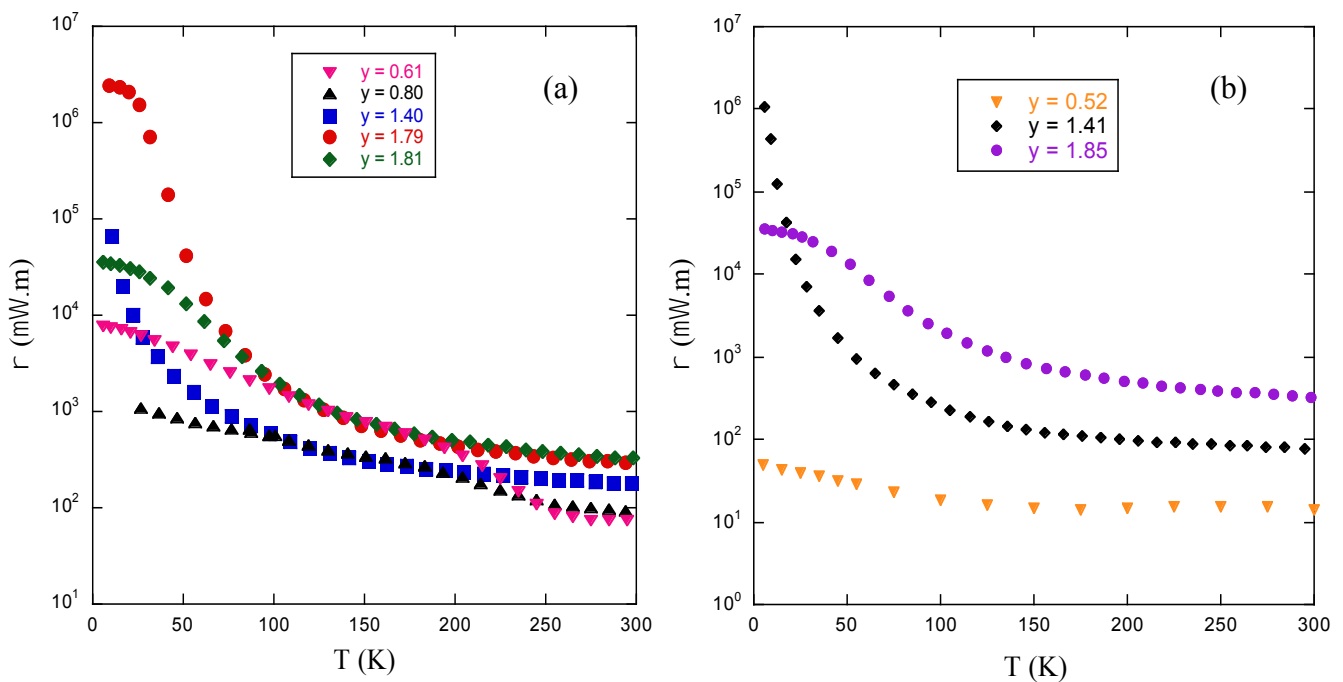 (a)
y = 0.61
y = 0.80
y = 1.40
y = 1.79
y = 1.81
10^7
10^6
10^5
10^4
10^3
10^2
10^1
r (mW.m)
0 50 100 150 200 250 300
T (K)
(b)
y = 0.52
y = 1.41
y = 1.85
10^7
10^6
10^5
10^4
10^3
10^2
10^1
10^0
r (mW.m)
0 50 100 150 200 250 300
T (K)